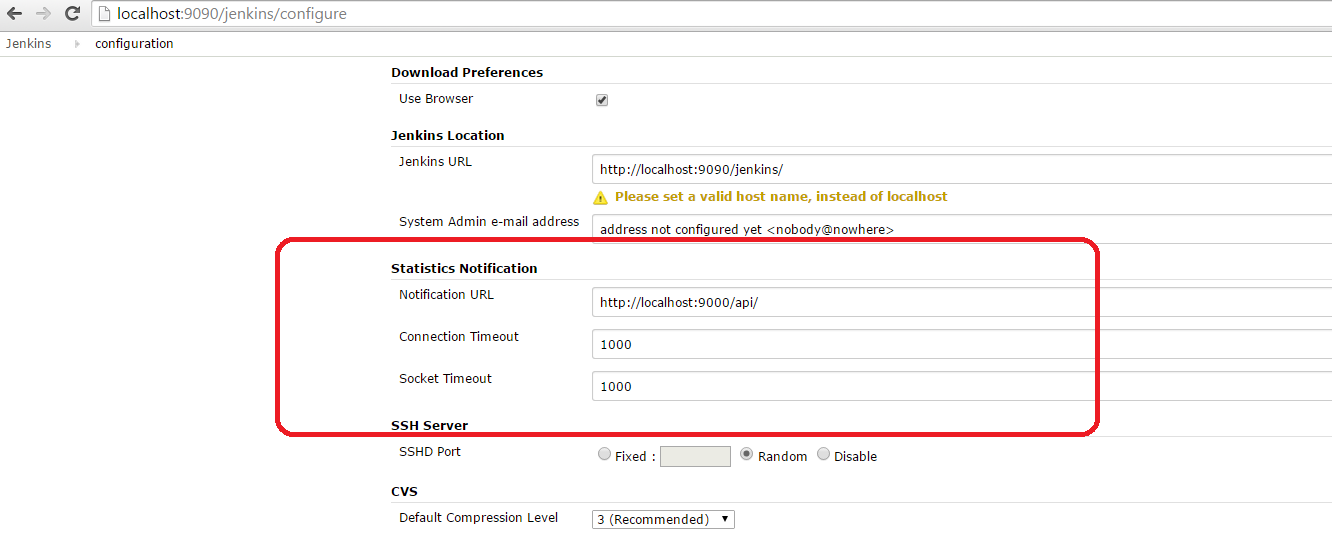 localhost:9090/jenkins/configure
Jenkins configuration
Download Preferences
Use Browser
Jenkins Location
Jenkins URL http://localhost:9090/jenkins/
Please set a valid host name, instead of localhost
System Admin e-mail address address not configured yet <nobody@nowhere>
Statistics Notification
Notification URL http://localhost:9000/api/
Connection Timeout 1000
Socket Timeout 1000
SSH Server
SSHD Port Fixed : Random Disable
CVS
Default Compression Level 3 (Recommended)